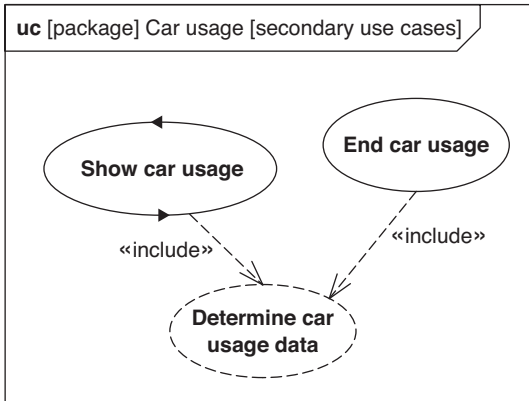 uc [package] Car usage [secondary use cases]
Show car usage
End car usage
«include»
«include»
Determine car
usage data